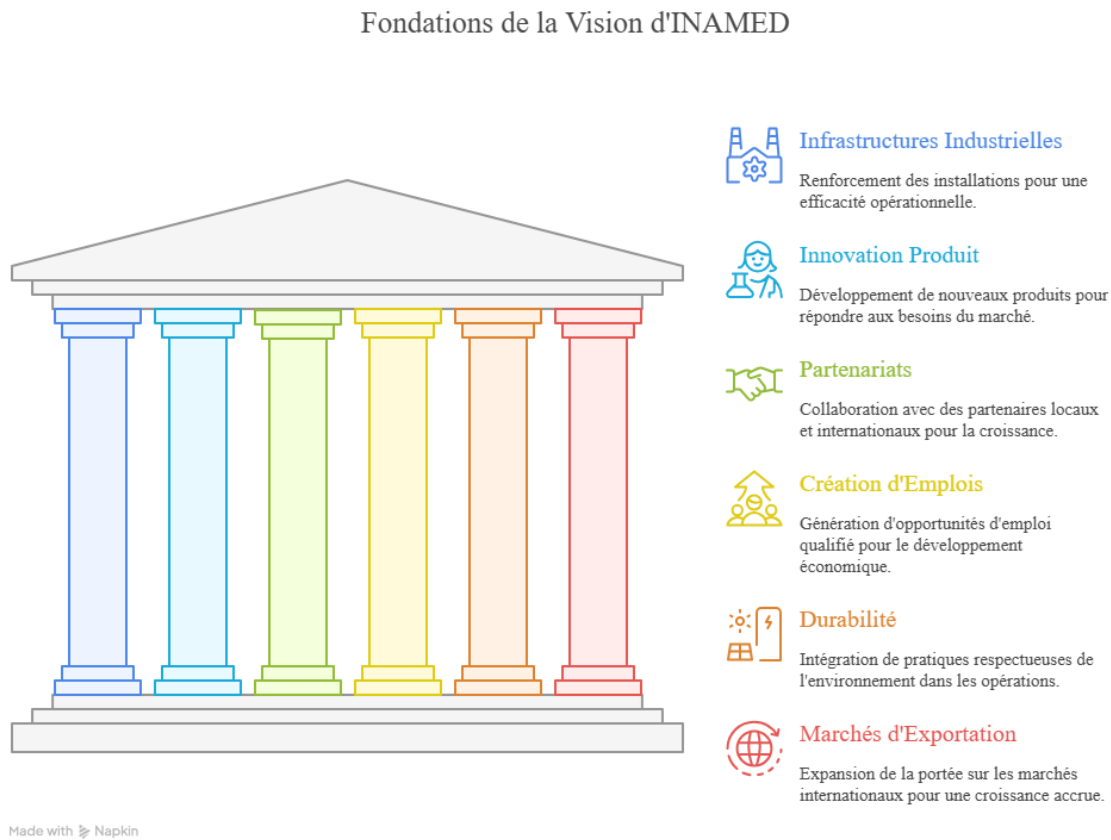 Fondations de la Vision d'INAMED
Infrastructures Industrielles
Renforcement des installations pour une
efficacité opérationnelle.
Innovation Produit
Développement de nouveaux produits pour
répondre aux besoins du marché.
Partenariats
Collaboration avec des partenaires locaux
et internationaux pour la croissance.
Création d'Emplois
Génération d'opportunités d'emploi
qualifié pour le développement
économique.
Durabilité
Intégration de pratiques respectueuses de
l'environnement dans les opérations.
Marchés d'Exportation
Expansion de la portée sur les marchés
internationaux pour une croissance accrue.
Made with Napkin